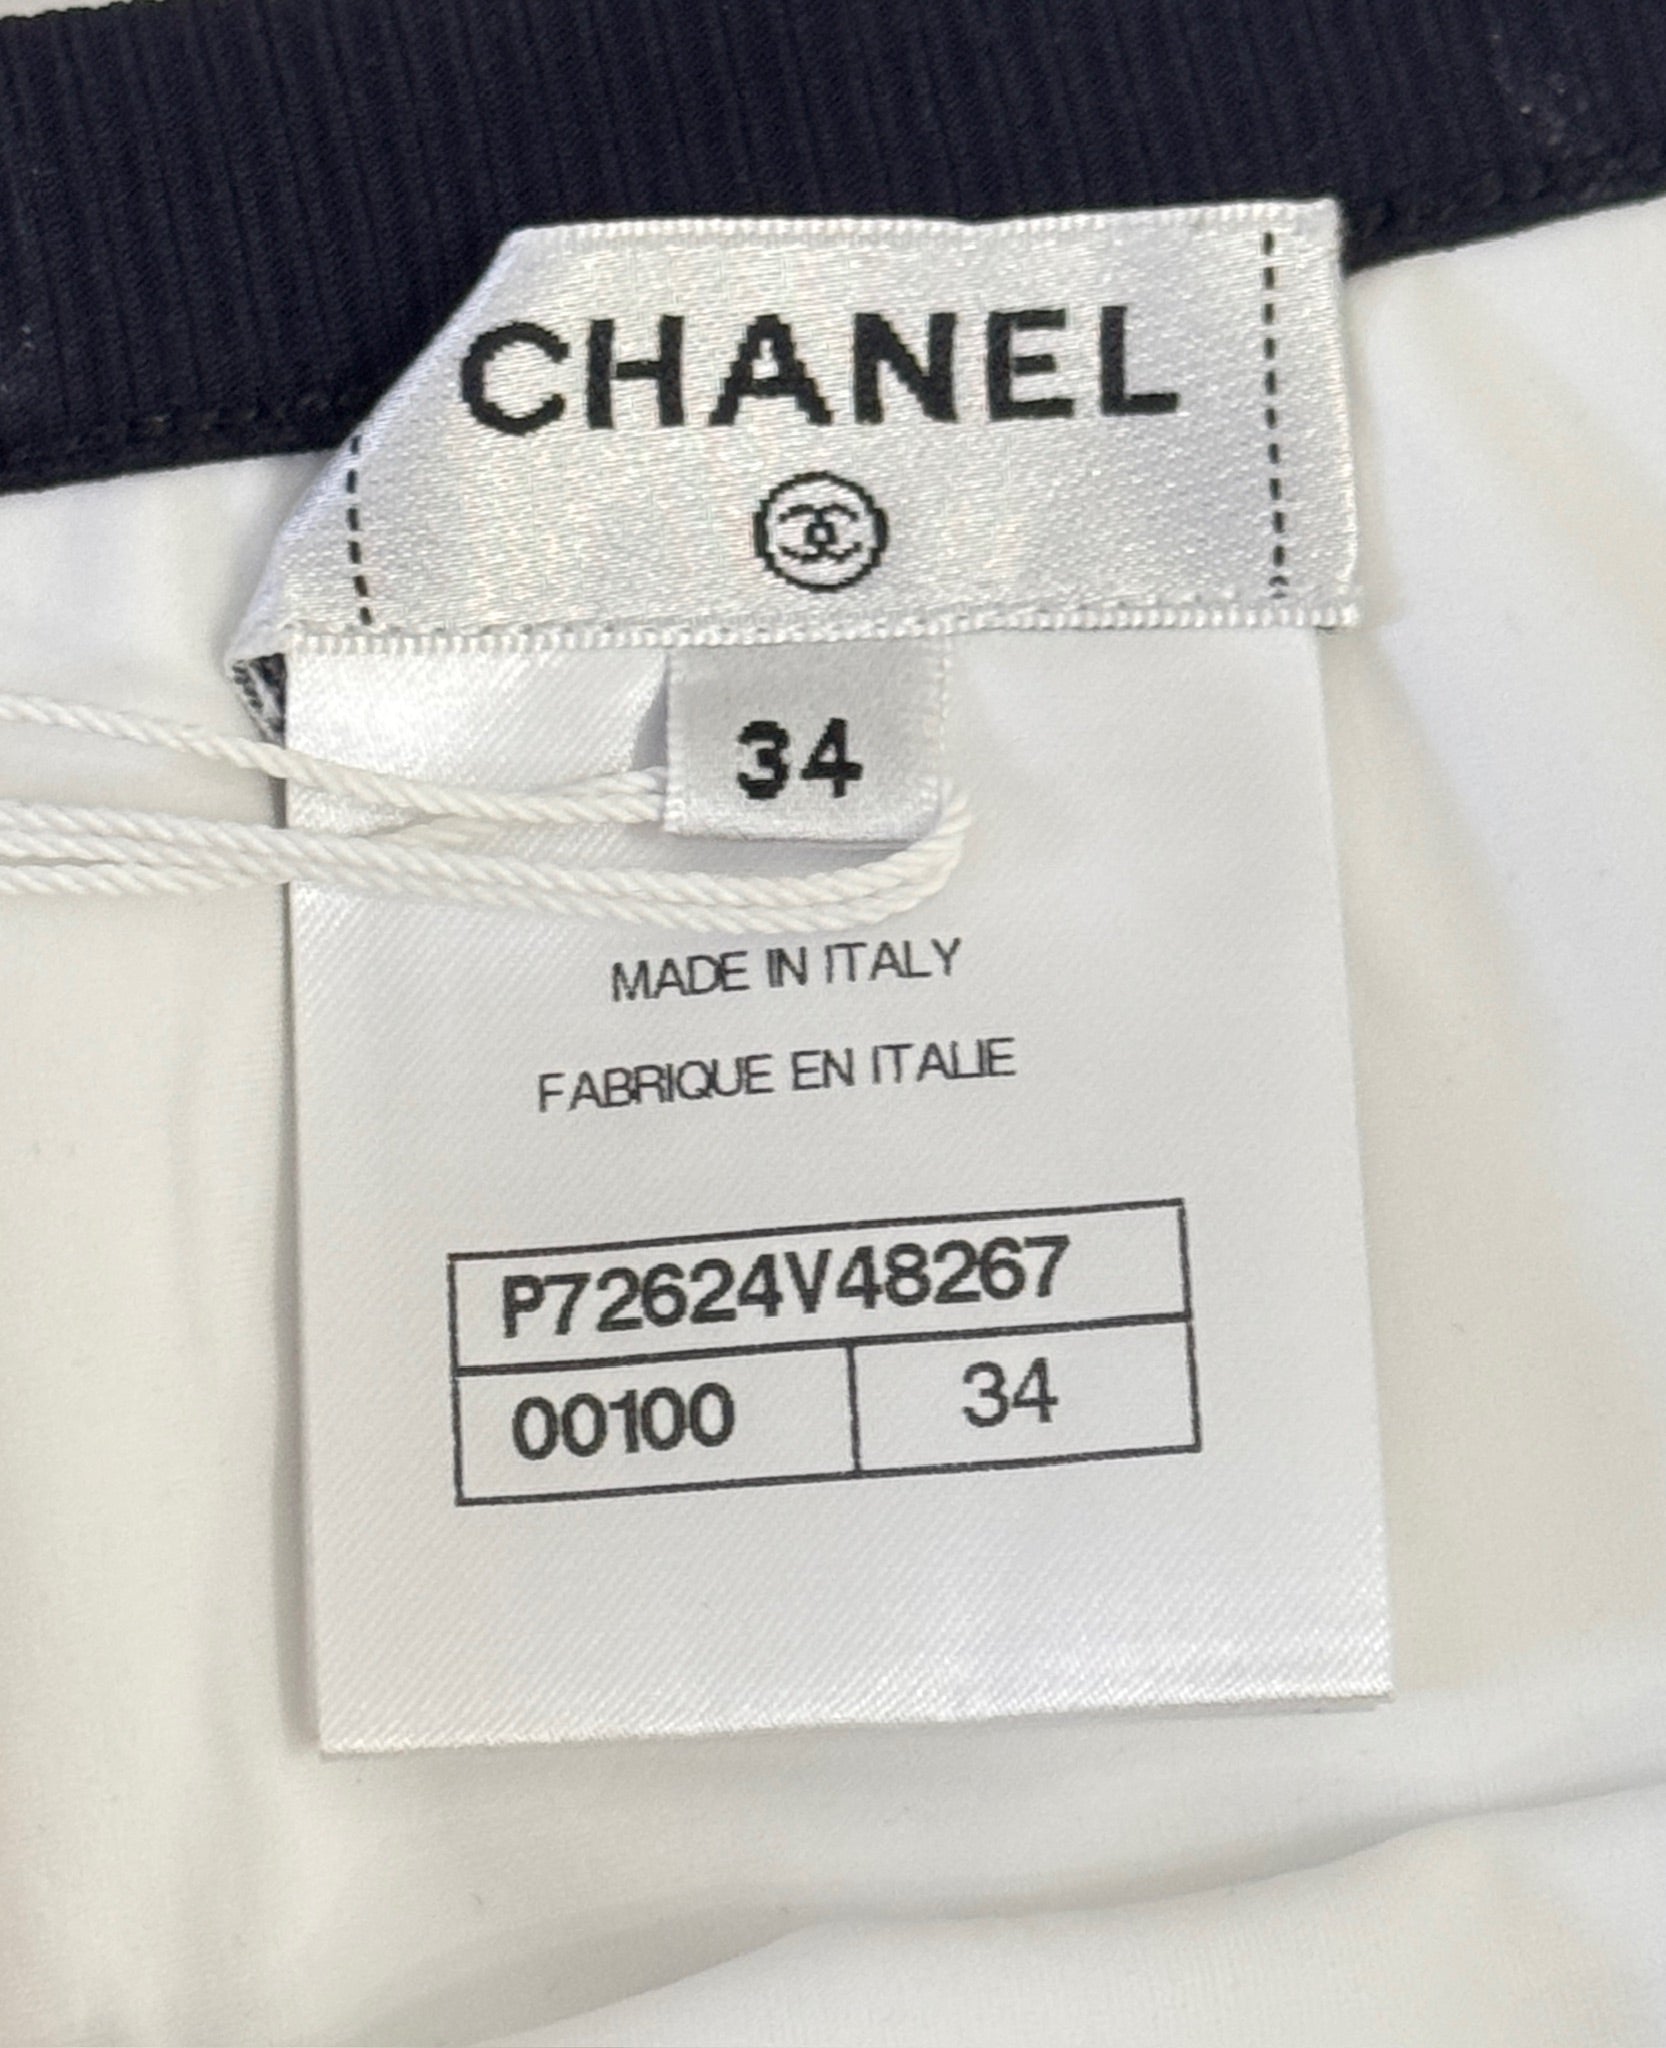 CHANEL
34
MADE IN ITALY
FABRIQUE EN ITALIE
P72624V48267
00100 34